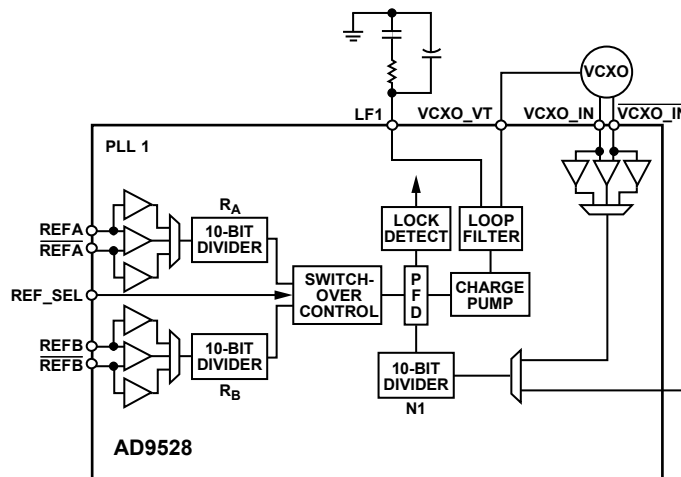 VCXO
LF1
VCXO_VT
VCXO_IN
VCXO_IN
PLL 1
REFA
REFA
RA
10-BIT
DIVIDER
LOCK
DETECT
LOOP
FILTER
REF_SEL
SWITCH-
OVER
CONTROL
PFD
CHARGE
PUMP
REFB
REFB
10-BIT
DIVIDER
RB
10-BIT
DIVIDER
N1
AD9528